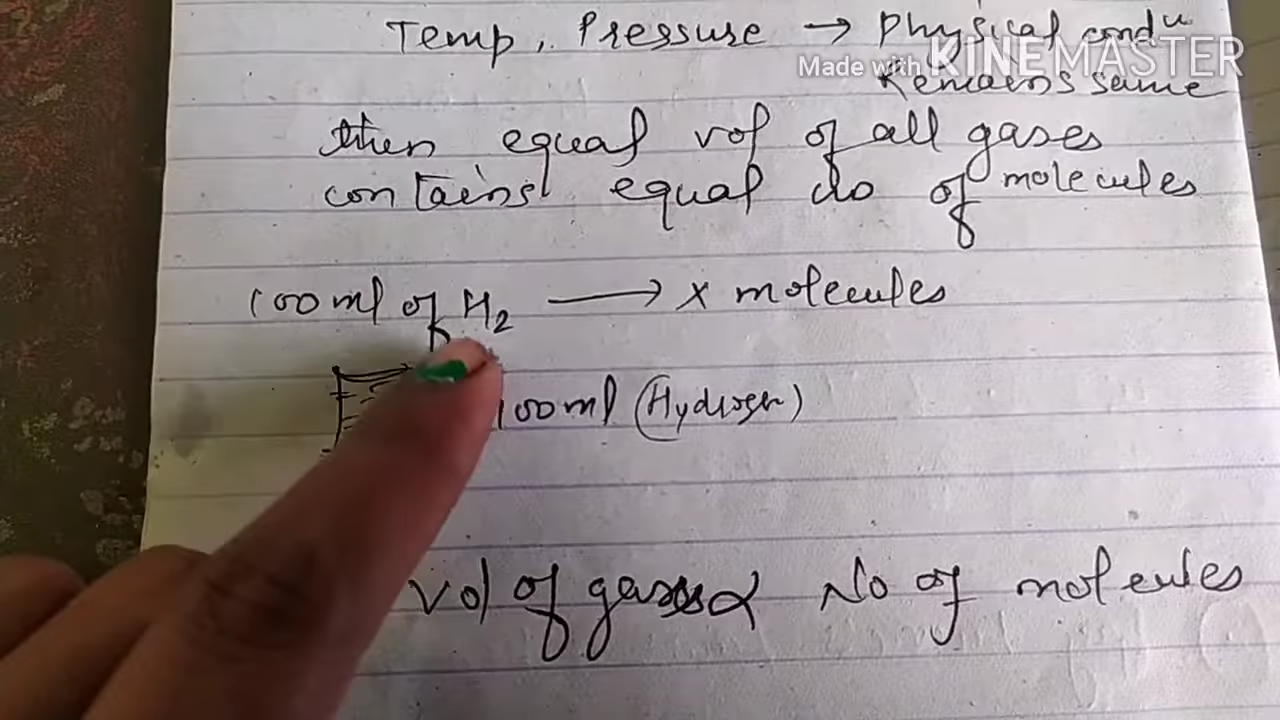 Temp, Pressure → Physical condn
Made with KINEMASTER
Remains same
then equal vol of all gases
contains equal No of molecules
100ml of H2 → X molecules
100ml (Hydrogen)
Vol of gases ∝ No of molecules